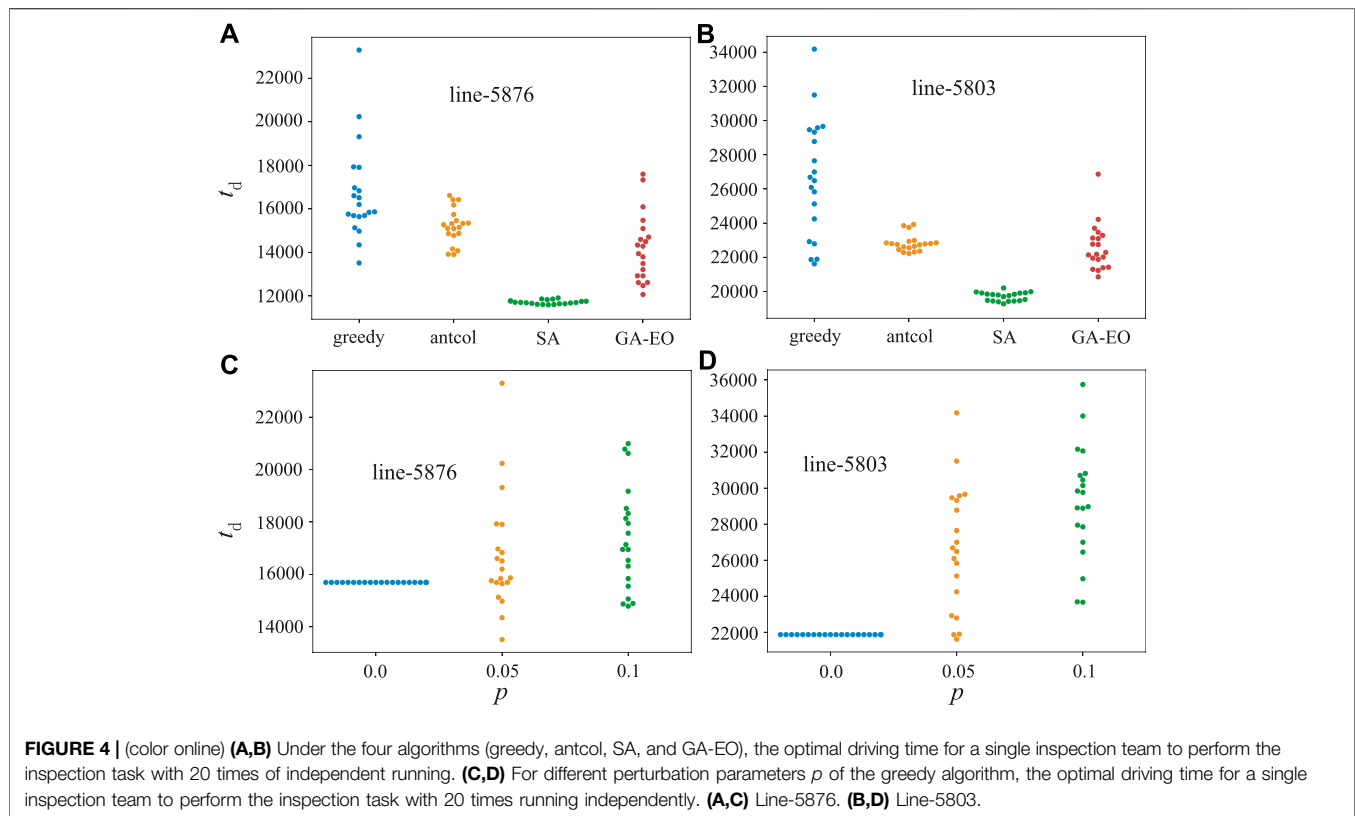 A
t_d
22000
20000
18000
16000
14000
12000
line-5876
greedy antcol SA GA-EO
B
34000
32000
30000
28000
26000
24000
22000
20000
line-5803
greedy antcol SA GA-EO
C
t_d
22000
20000
18000
16000
14000
line-5876
0.0 0.05 0.1
p
D
36000
34000
32000
30000
28000
26000
24000
22000
line-5803
0.0 0.05 0.1
p
FIGURE 4 | (color online) (A,B) Under the four algorithms (greedy, antcol, SA, and GA-EO), the optimal driving time for a single inspection team to perform the
inspection task with 20 times of independent running. (C,D) For different perturbation parameters p of the greedy algorithm, the optimal driving time for a single
inspection team to perform the inspection task with 20 times running independently. (A,C) Line-5876. (B,D) Line-5803.